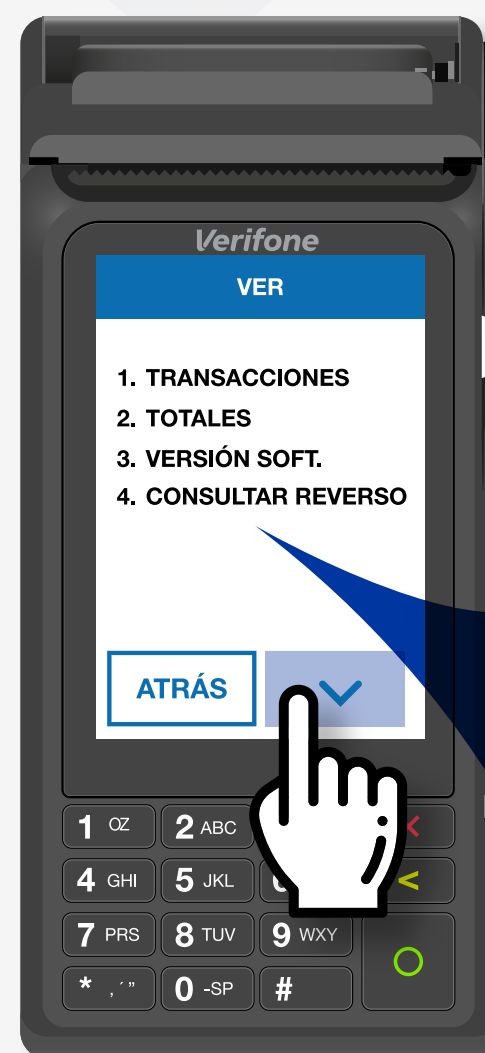 Verifone
VER
1. TRANSACCIONES
2. TOTALES
3. VERSIÓN SOFT.
4. CONSULTAR REVERSO
ATRÁS
1 OZ 2 ABC
4 GHI 5 JKL <
7 PRS 8 TUV 9 WXY
* ,´" 0 -SP #